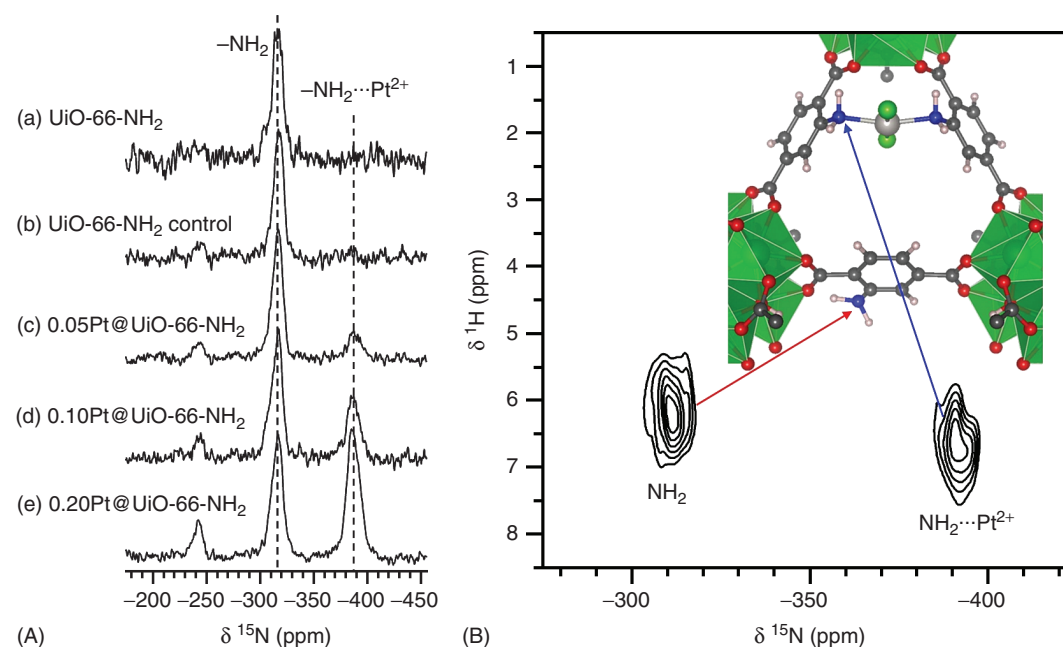 –NH₂
–NH₂···Pt²⁺
(a) UiO-66-NH₂
(b) UiO-66-NH₂ control
(c) 0.05Pt@UiO-66-NH₂
(d) 0.10Pt@UiO-66-NH₂
(e) 0.20Pt@UiO-66-NH₂
–200 –250 –300 –350 –400 –450
(A) δ ¹⁵N (ppm)
1
2
3
4
5
6
7
8
δ ¹H (ppm)
NH₂
NH₂···Pt²⁺
–300 –350 –400
(B) δ ¹⁵N (ppm)